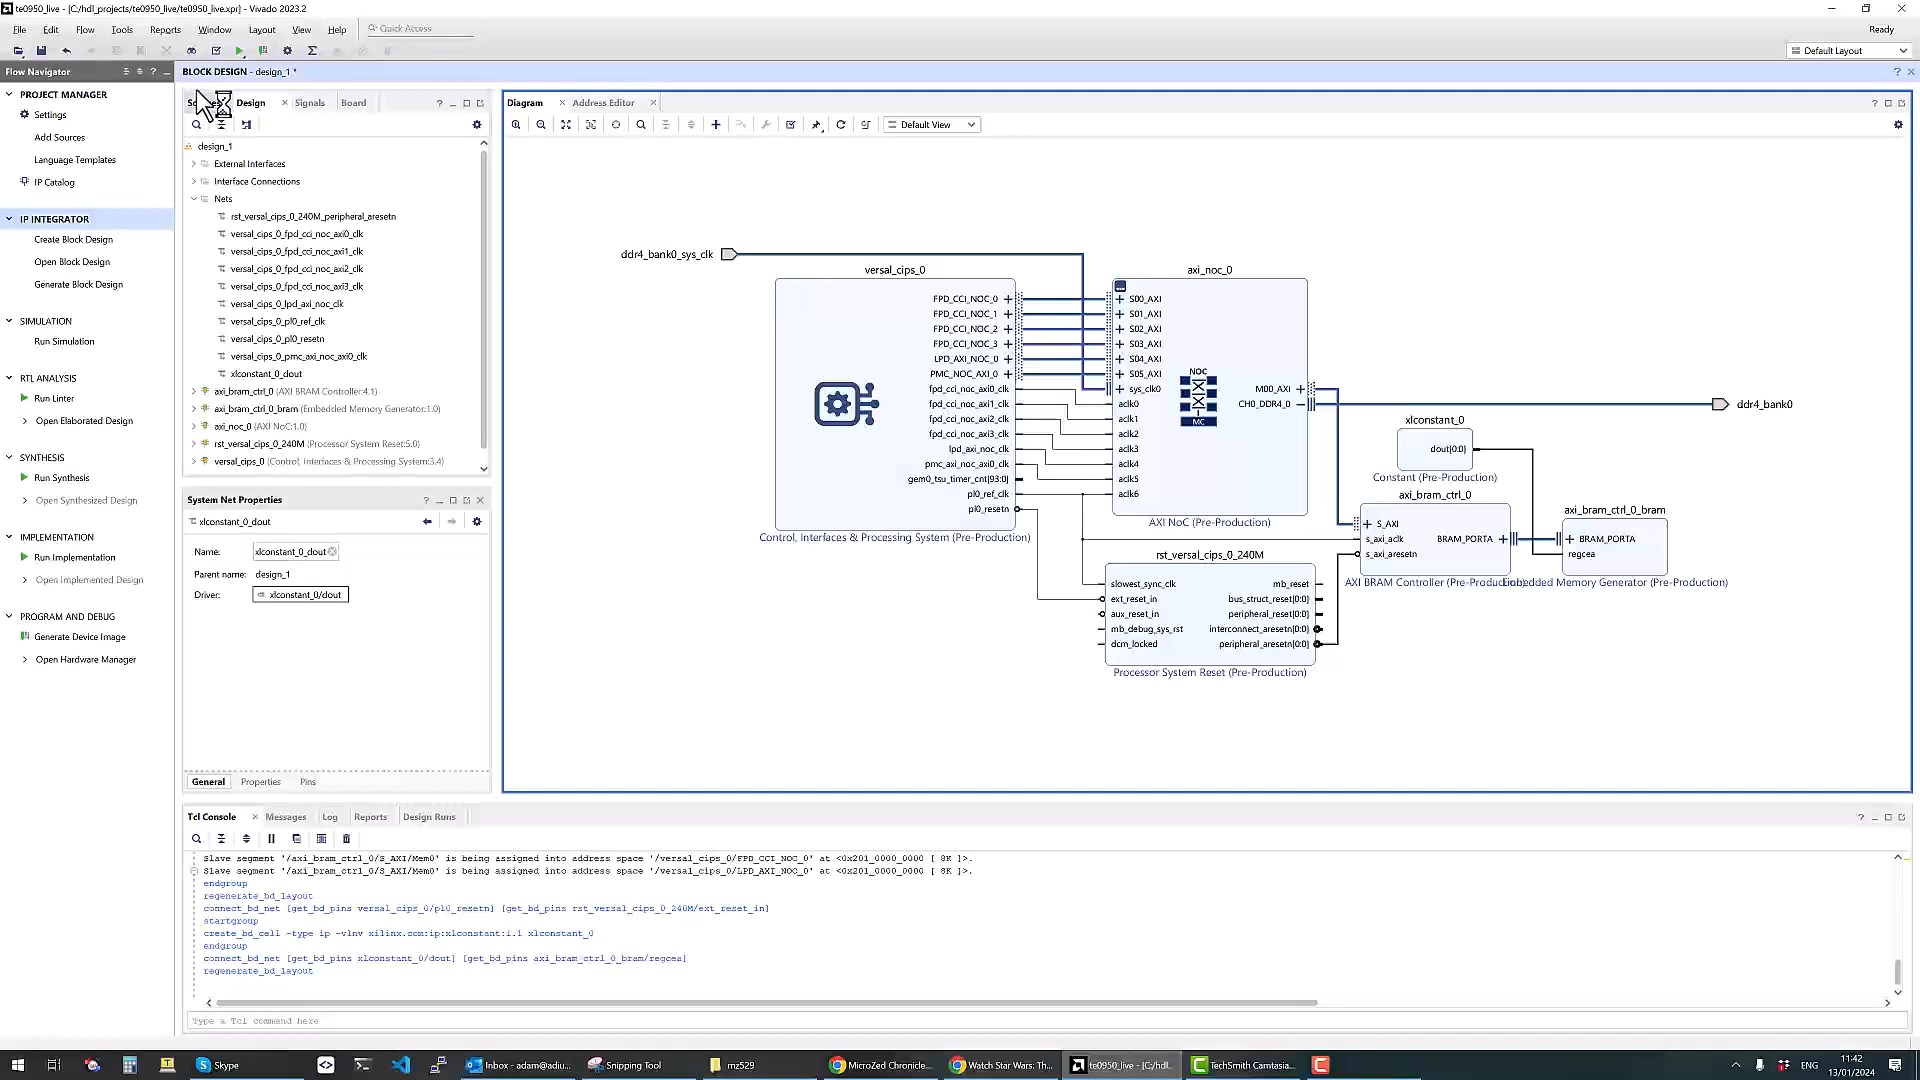 te0950_live - [C:/hdl_projects/te0950_live/te0950_live.xpr] - Vivado 2023.2
File Edit Flow Tools Reports Window Layout View Help Quick Access Ready
Default Layout
Flow Navigator
PROJECT MANAGER
Settings
Add Sources
Language Templates
IP Catalog
IP INTEGRATOR
Create Block Design
Open Block Design
Generate Block Design
SIMULATION
Run Simulation
RTL ANALYSIS
Run Linter
Open Elaborated Design
SYNTHESIS
Run Synthesis
Open Synthesized Design
IMPLEMENTATION
Run Implementation
Open Implemented Design
PROGRAM AND DEBUG
Generate Device Image
Open Hardware Manager
BLOCK DESIGN - design_1 *
Design Signals Board
design_1
External Interfaces
Interface Connections
Nets
rst_versal_cips_0_240M_peripheral_aresetn
versal_cips_0_fpd_cci_noc_axi0_clk
versal_cips_0_fpd_cci_noc_axi1_clk
versal_cips_0_fpd_cci_noc_axi2_clk
versal_cips_0_fpd_cci_noc_axi3_clk
versal_cips_0_lpd_axi_noc_clk
versal_cips_0_pl0_ref_clk
versal_cips_0_pl0_resetn
versal_cips_0_pmc_axi_noc_axi0_clk
xlconstant_0_dout
axi_bram_ctrl_0 (AXI BRAM Controller:4.1)
axi_bram_ctrl_0_bram (Embedded Memory Generator:1.0)
axi_noc_0 (AXI NoC:1.0)
rst_versal_cips_0_240M (Processor System Reset:5.0)
versal_cips_0 (Control, Interfaces & Processing System:3.4)
System Net Properties
xlconstant_0_dout
Name: xlconstant_0_dout
Parent name: design_1
Driver: xlconstant_0/dout
General Properties Pins
Diagram Address Editor
Default View
ddr4_bank0_sys_clk
versal_cips_0
FPD_CCI_NOC_0
FPD_CCI_NOC_1
FPD_CCI_NOC_2
FPD_CCI_NOC_3
LPD_AXI_NOC_0
PMC_NOC_AXI_0
fpd_cci_noc_axi0_clk
fpd_cci_noc_axi1_clk
fpd_cci_noc_axi2_clk
fpd_cci_noc_axi3_clk
lpd_axi_noc_clk
pmc_axi_noc_axi0_clk
gem0_tsu_timer_cnt[93:0]
pl0_ref_clk
pl0_resetn
Control, Interfaces & Processing System (Pre-Production)
axi_noc_0
S00_AXI
S01_AXI
S02_AXI
S03_AXI
S04_AXI
S05_AXI
sys_clk0
aclk0
aclk1
aclk2
aclk3
aclk4
aclk5
aclk6
NOC
MC
M00_AXI
CH0_DDR4_0
AXI NoC (Pre-Production)
ddr4_bank0
xlconstant_0
dout[0:0]
Constant (Pre-Production)
axi_bram_ctrl_0
S_AXI
s_axi_aclk
s_axi_aresetn
BRAM_PORTA
AXI BRAM Controller (Pre-Production)
axi_bram_ctrl_0_bram
BRAM_PORTA
regcea
Embedded Memory Generator (Pre-Production)
rst_versal_cips_0_240M
slowest_sync_clk
ext_reset_in
aux_reset_in
mb_debug_sys_rst
dcm_locked
mb_reset
bus_struct_reset[0:0]
peripheral_reset[0:0]
interconnect_aresetn[0:0]
peripheral_aresetn[0:0]
Processor System Reset (Pre-Production)
Tcl Console Messages Log Reports Design Runs
Slave segment '/axi_bram_ctrl_0/S_AXI/Mem0' is being assigned into address space '/versal_cips_0/FPD_CCI_NOC_0' at <0x201_0000_0000 [ 8K ]>.
Slave segment '/axi_bram_ctrl_0/S_AXI/Mem0' is being assigned into address space '/versal_cips_0/LPD_AXI_NOC_0' at <0x201_0000_0000 [ 8K ]>.
endgroup
regenerate_bd_layout
connect_bd_net [get_bd_pins versal_cips_0/pl0_resetn] [get_bd_pins rst_versal_cips_0_240M/ext_reset_in]
startgroup
create_bd_cell -type ip -vlnv xilinx.com:ip:xlconstant:1.1 xlconstant_0
endgroup
connect_bd_net [get_bd_pins xlconstant_0/dout] [get_bd_pins axi_bram_ctrl_0_bram/regcea]
regenerate_bd_layout
Type a Tcl command here
Skype
Inbox - adam@adiu...
Snipping Tool
mz529
MicroZed Chronicle...
Watch Star Wars: Th...
te0950_live - [C:/hdl...
TechSmith Camtasia...
ENG
11:42
13/01/2024